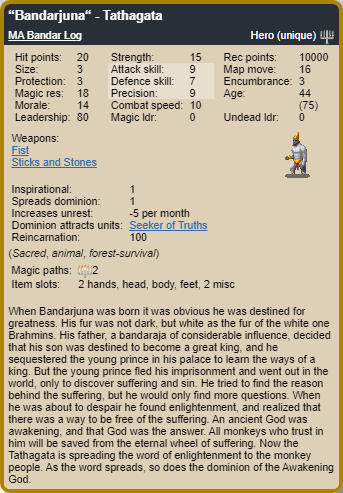 “Bandarjuna“ - Tathagata
MA Bandar Log Hero (unique)
Hit points: 20 Strength: 15 Rec points: 10000
Size: 3 Attack skill: 9 Map move: 16
Protection: 3 Defence skill: 7 Encumbrance: 3
Magic res: 18 Precision: 9 Age: 44
Morale: 14 Combat speed: 10 (75)
Leadership: 80 Magic ldr: 0 Undead ldr: 0
Weapons:
Fist
Sticks and Stones
Inspirational: 1
Spreads dominion: 1
Increases unrest: -5 per month
Dominion attracts units: Seeker of Truths
Reincarnation: 100
(Sacred, animal, forest-survival)
Magic paths: 2
Item slots: 2 hands, head, body, feet, 2 misc
When Bandarjuna was born it was obvious he was destined for
greatness. His fur was not dark, but white as the fur of the white one
Brahmins. His father, a bandaraja of considerable influence, decided
that his son was destined to become a great king, and he
sequestered the young prince in his palace to learn the ways of a
king. But the young prince fled his imprisonment and went out in the
world, only to discover suffering and sin. He tried to find the reason
behind the suffering, but he would only find more questions. When
he was about to despair he found enlightenment, and realized that
there was a way to be free of the suffering. An ancient God was
awakening, and that God was the answer. All monkeys who trust in
him will be saved from the eternal wheel of suffering. Now the
Tathagata is spreading the word of enlightenment to the monkey
people. As the word spreads, so does the dominion of the Awakening
God.